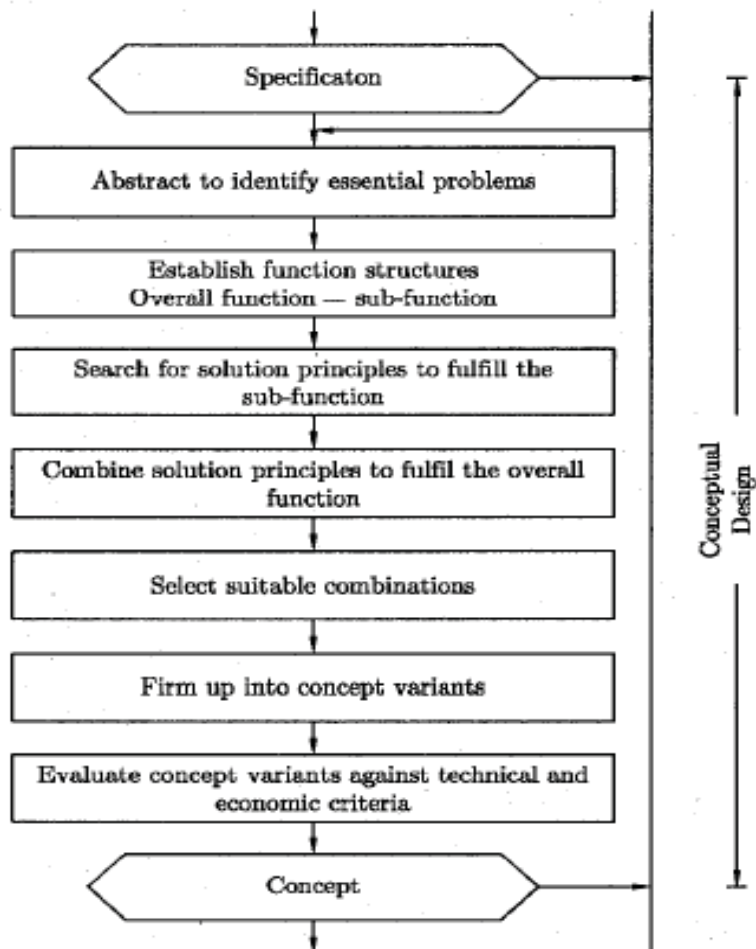 Specificaton
Abstract to identify essential problems
Establish function structures
Overall function — sub-function
Search for solution principles to fulfill the
sub-function
Combine solution principles to fulfil the overall
function
Select suitable combinations
Firm up into concept variants
Evaluate concept variants against technical and
economic criteria
Concept
Conceptual
Design